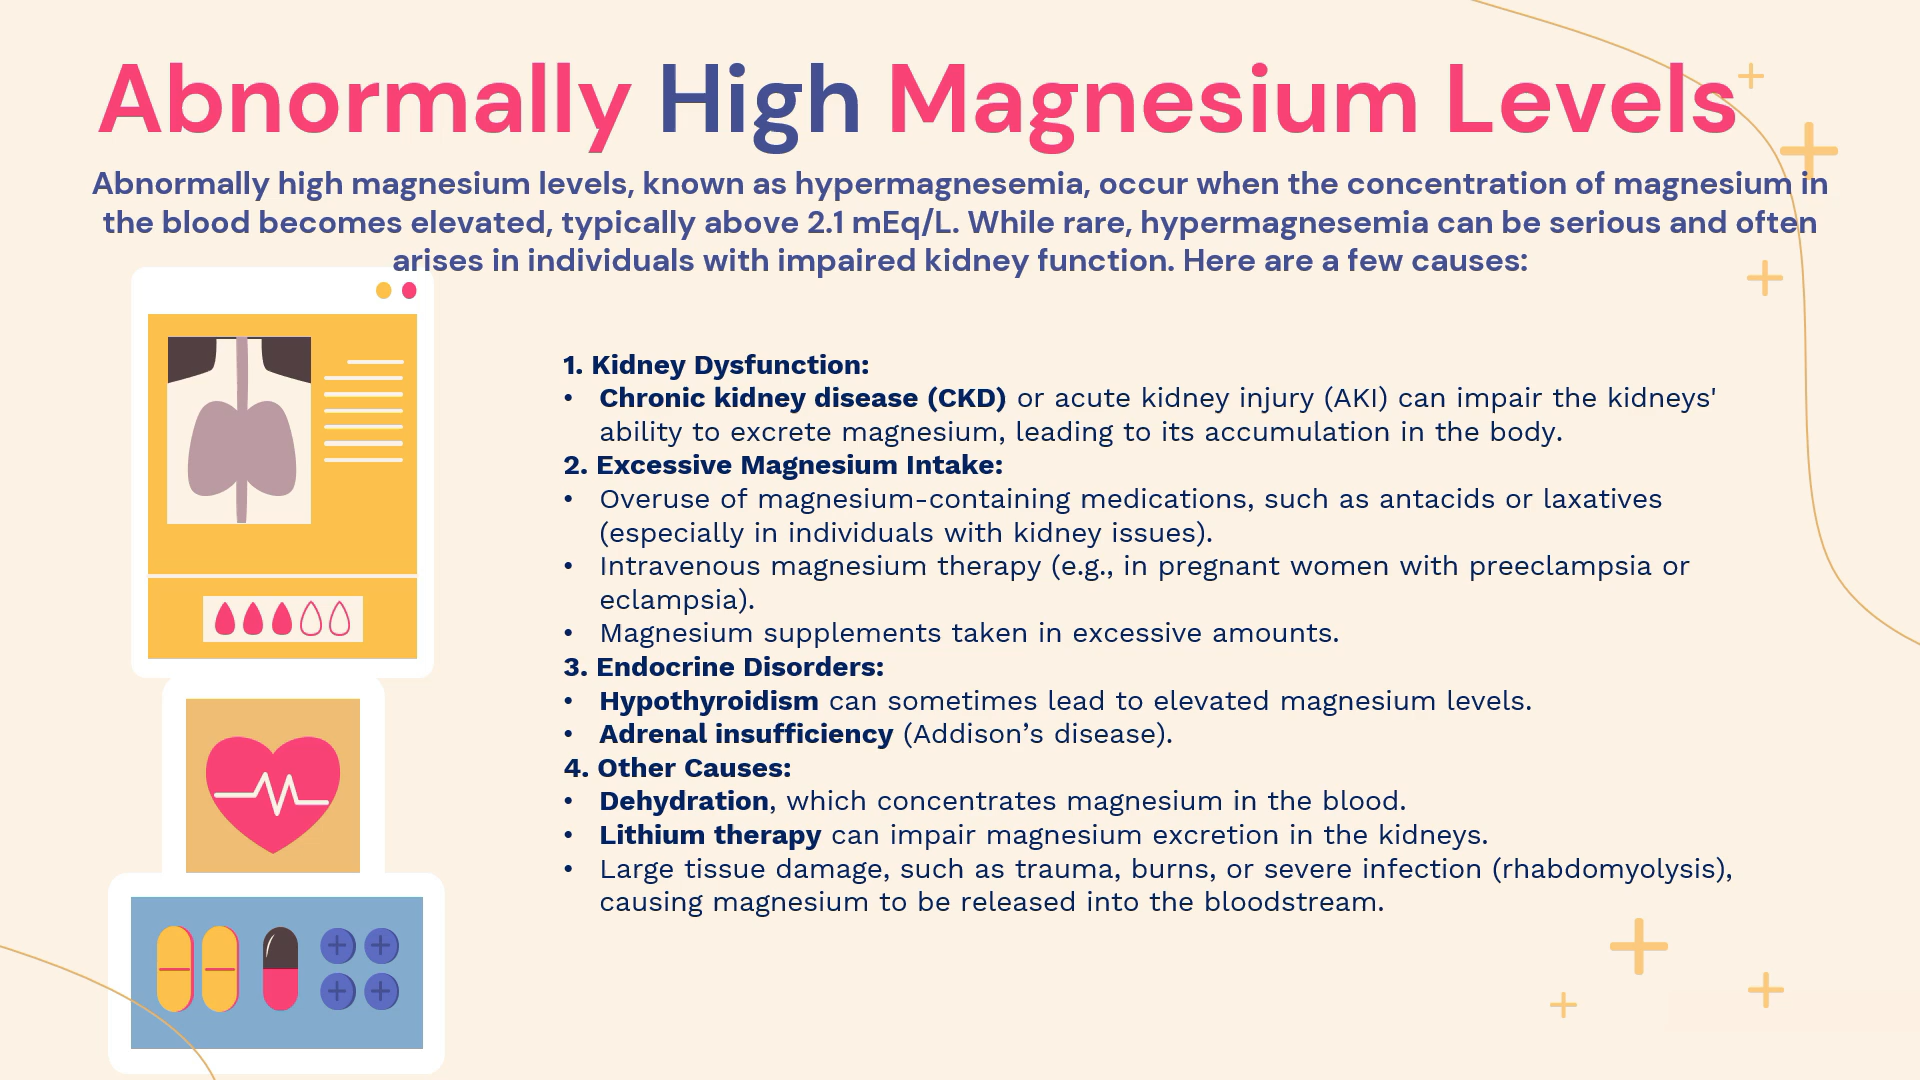 Abnormally High Magnesium Levels
Abnormally high magnesium levels, known as hypermagnesemia, occur when the concentration of magnesium in
the blood becomes elevated, typically above 2.1 mEq/L. While rare, hypermagnesemia can be serious and often
arises in individuals with impaired kidney function. Here are a few causes:
1. Kidney Dysfunction:
• Chronic kidney disease (CKD) or acute kidney injury (AKI) can impair the kidneys'
ability to excrete magnesium, leading to its accumulation in the body.
2. Excessive Magnesium Intake:
• Overuse of magnesium-containing medications, such as antacids or laxatives
(especially in individuals with kidney issues).
• Intravenous magnesium therapy (e.g., in pregnant women with preeclampsia or
eclampsia).
• Magnesium supplements taken in excessive amounts.
3. Endocrine Disorders:
• Hypothyroidism can sometimes lead to elevated magnesium levels.
• Adrenal insufficiency (Addison’s disease).
4. Other Causes:
• Dehydration, which concentrates magnesium in the blood.
• Lithium therapy can impair magnesium excretion in the kidneys.
• Large tissue damage, such as trauma, burns, or severe infection (rhabdomyolysis),
causing magnesium to be released into the bloodstream.